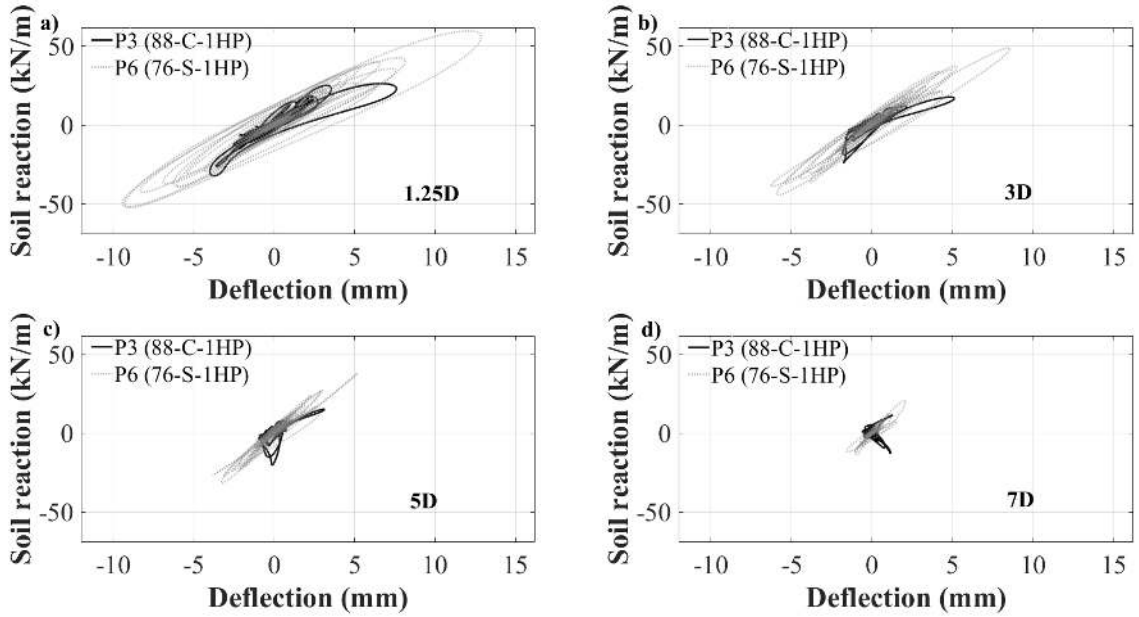 a)
P3 (88-C-1HP)
P6 (76-S-1HP)
Soil reaction (kN/m)
50
0
-50
1.25D
-10 -5 0 5 10 15
Deflection (mm)
b)
P3 (88-C-1HP)
P6 (76-S-1HP)
Soil reaction (kN/m)
50
0
-50
3D
-10 -5 0 5 10 15
Deflection (mm)
c)
P3 (88-C-1HP)
P6 (76-S-1HP)
Soil reaction (kN/m)
50
0
-50
5D
-10 -5 0 5 10 15
Deflection (mm)
d)
P3 (88-C-1HP)
P6 (76-S-1HP)
Soil reaction (kN/m)
50
0
-50
7D
-10 -5 0 5 10 15
Deflection (mm)